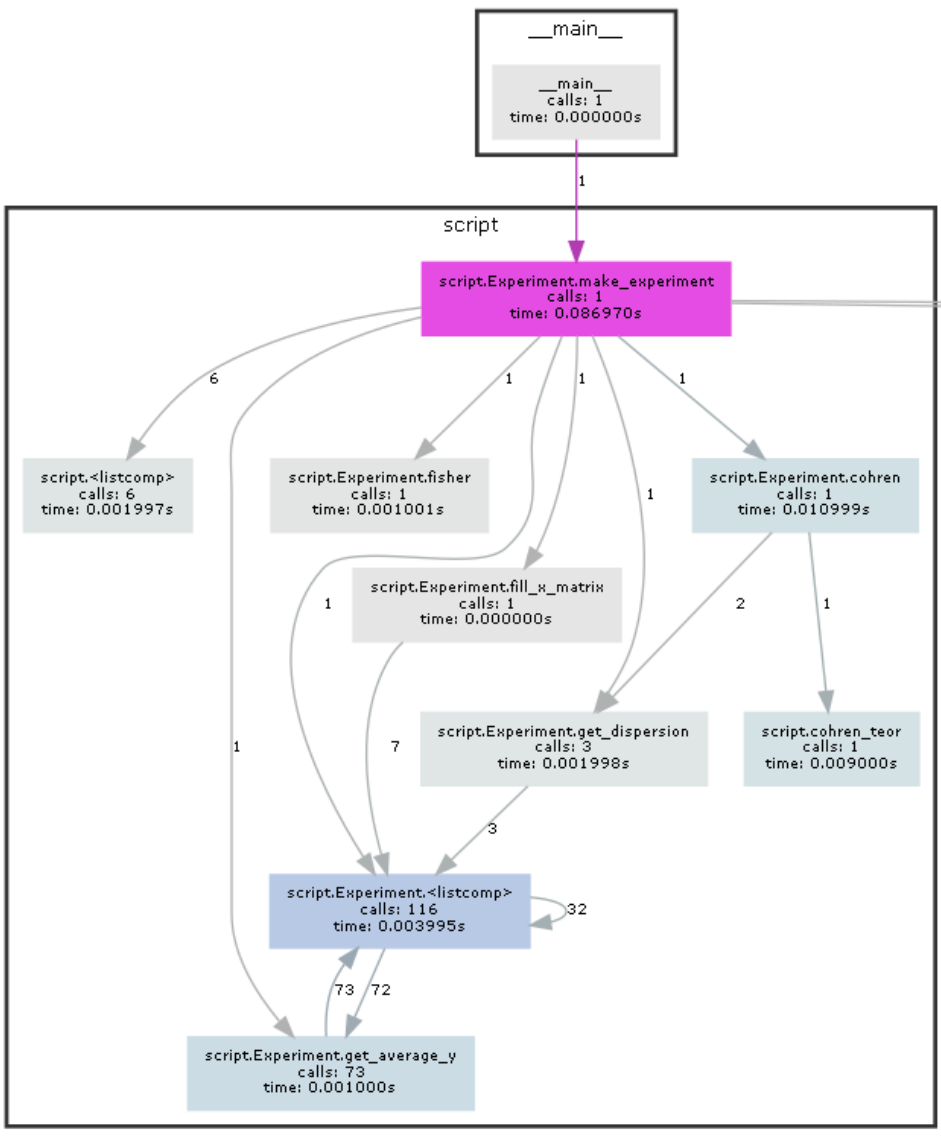 __main__
__main__
calls: 1
time: 0.000000s
1
script
script.Experiment.make_experiment
calls: 1
time: 0.086970s
6
1
1
1
script.<listcomp>
calls: 6
time: 0.001997s
script.Experiment.fisher
calls: 1
time: 0.001001s
script.Experiment.cohren
calls: 1
time: 0.010999s
1
script.Experiment.fill_x_matrix
calls: 1
time: 0.000000s
1
2
1
script.Experiment.get_dispersion
calls: 3
time: 0.001998s
script.cohren_teor
calls: 1
time: 0.009000s
1
7
3
script.Experiment.<listcomp>
calls: 116
time: 0.003995s
32
73
72
script.Experiment.get_average_y
calls: 73
time: 0.001000s